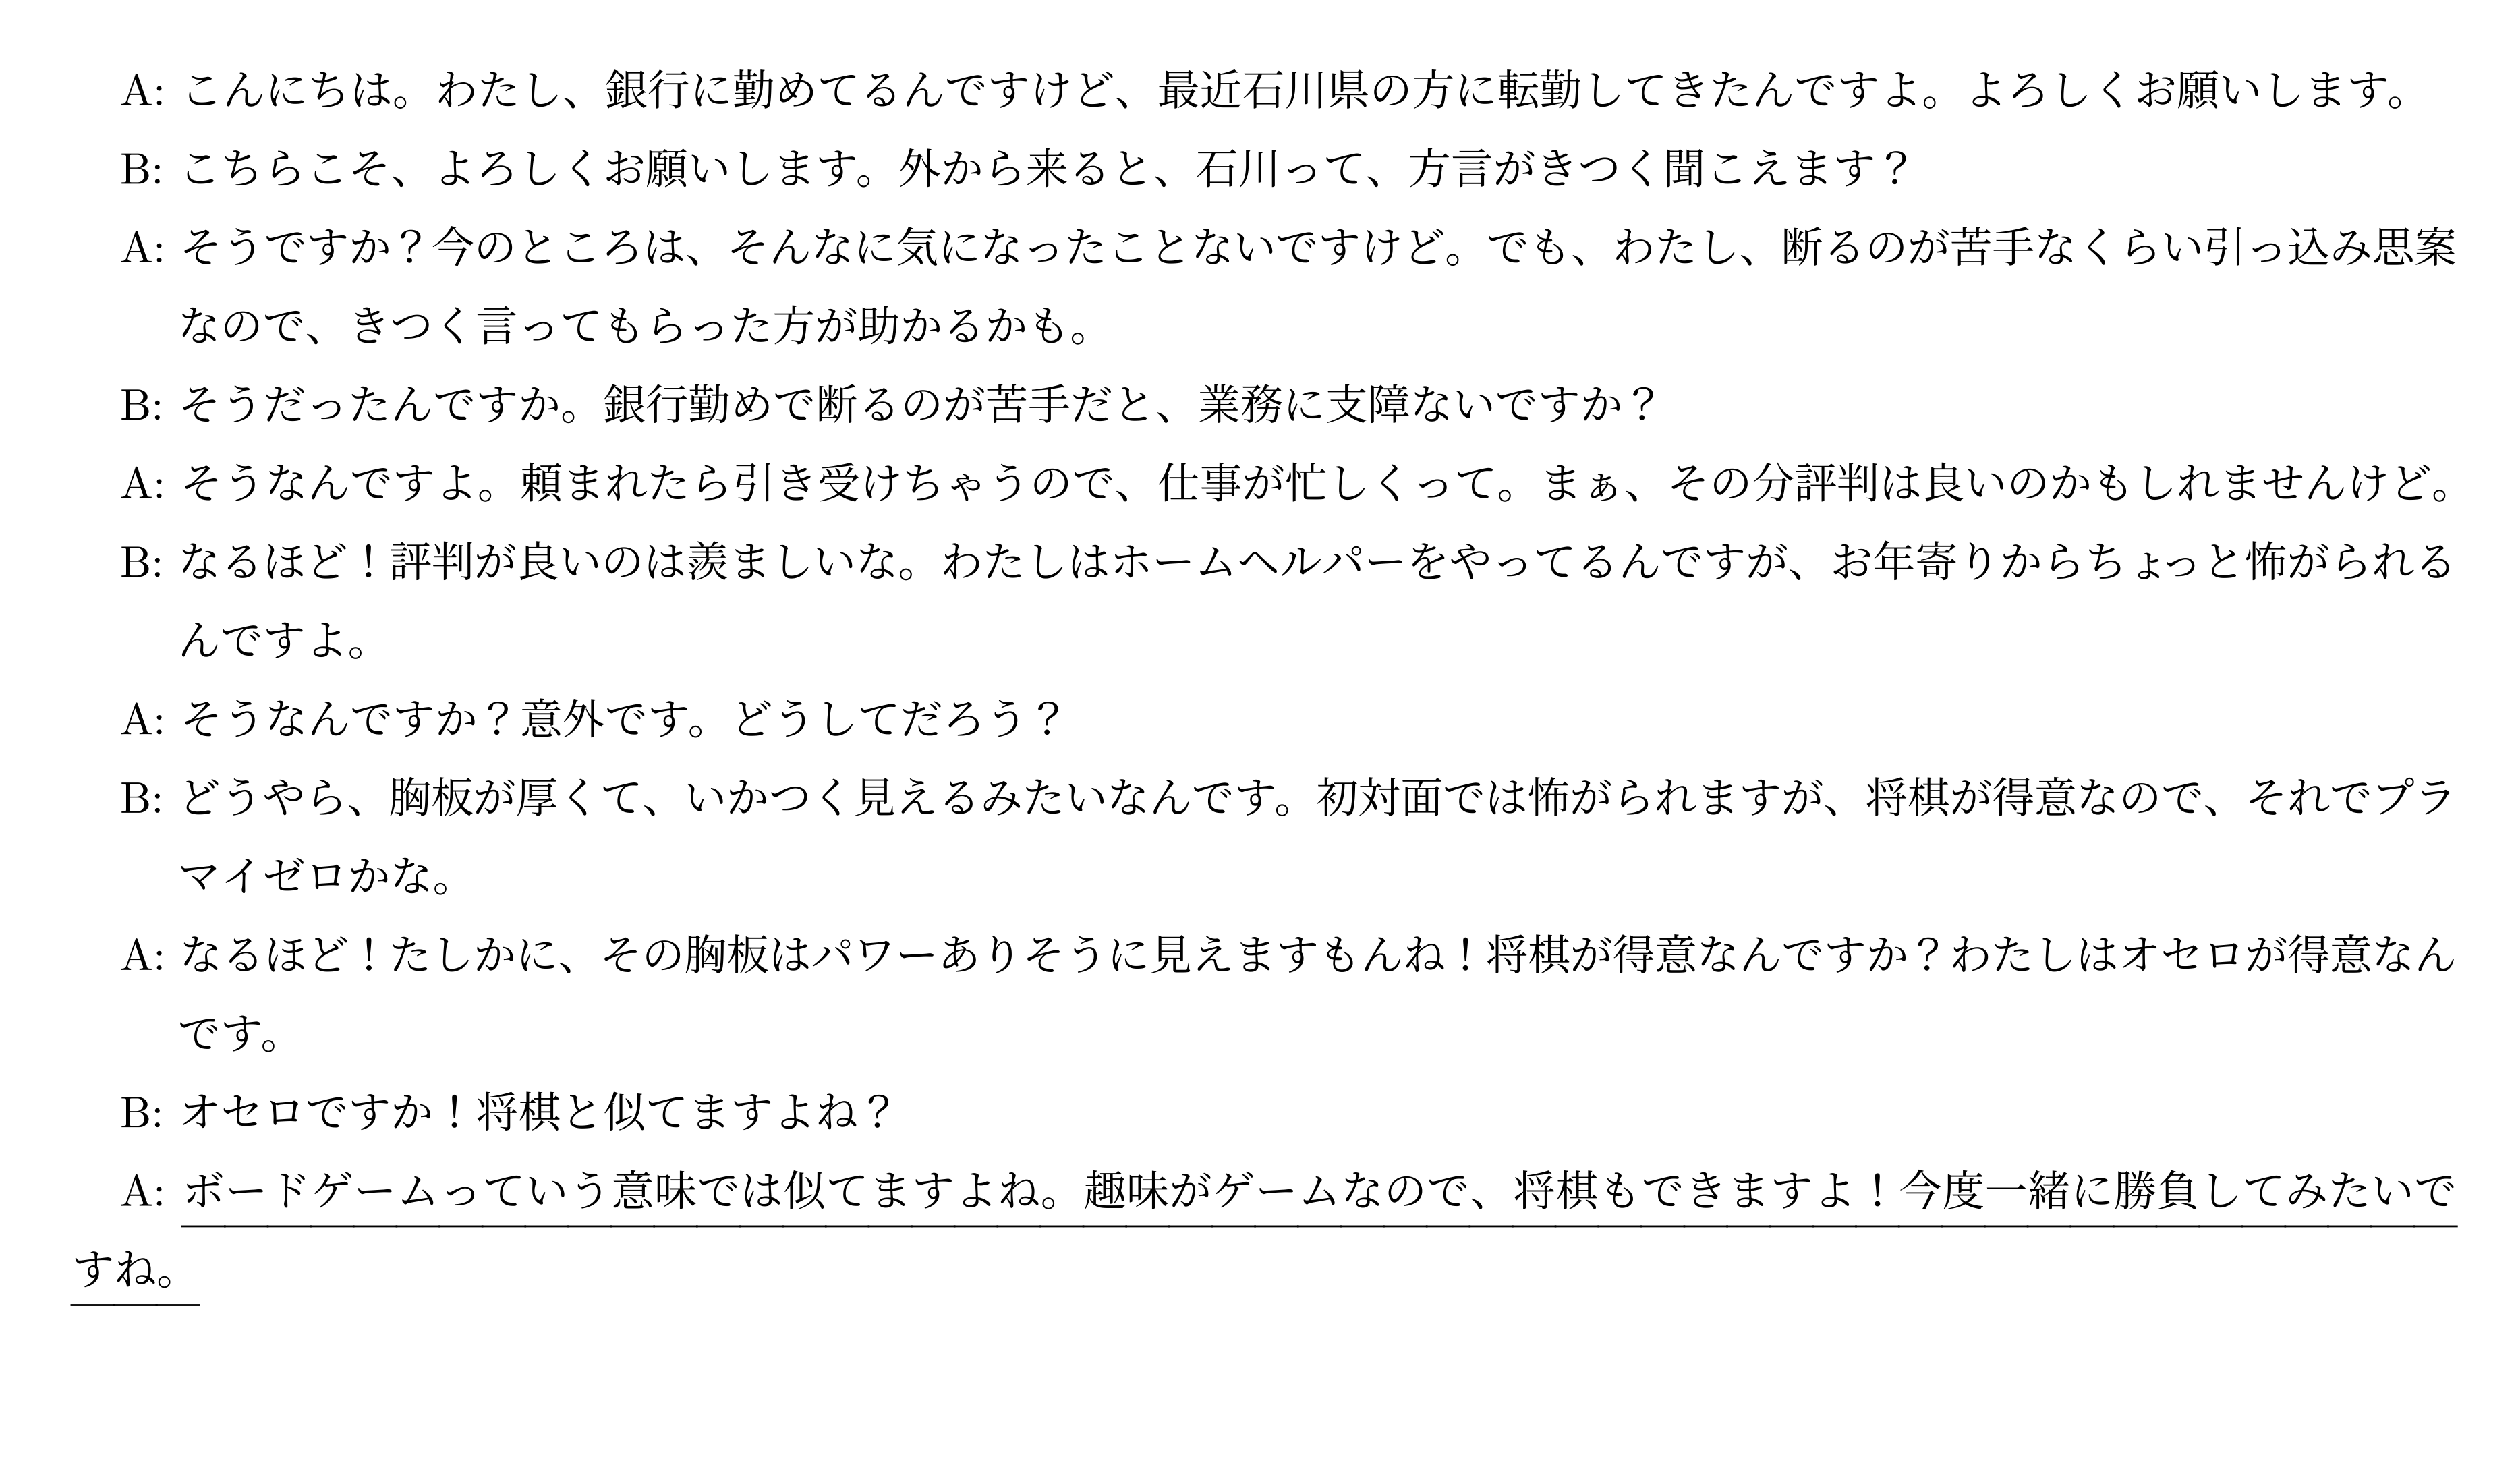 A: こんにちは。わたし、銀行に勤めてるんですけど、最近石川県の方に転勤してきたんですよ。よろしくお願いします。
B: こちらこそ、よろしくお願いします。外から来ると、石川って、方言がきつく聞こえます？
A: そうですか？今のところは、そんなに気になったことないですけど。でも、わたし、断るのが苦手なくらい引っ込み思案
なので、きつく言ってもらった方が助かるかも。
B: そうだったんですか。銀行勤めで断るのが苦手だと、業務に支障ないですか？
A: そうなんですよ。頼まれたら引き受けちゃうので、仕事が忙しくって。まぁ、その分評判は良いのかもしれませんけど。
B: なるほど！評判が良いのは羨ましいな。わたしはホームヘルパーをやってるんですが、お年寄りからちょっと怖がられる
んですよ。
A: そうなんですか？意外です。どうしてだろう？
B: どうやら、胸板が厚くて、いかつく見えるみたいなんです。初対面では怖がられますが、将棋が得意なので、それでプラ
マイゼロかな。
A: なるほど！たしかに、その胸板はパワーありそうに見えますもんね！将棋が得意なんですか？わたしはオセロが得意なん
です。
B: オセロですか！将棋と似てますよね？
A: ボードゲームっていう意味では似てますよね。趣味がゲームなので、将棋もできますよ！今度一緒に勝負してみたいで
すね。